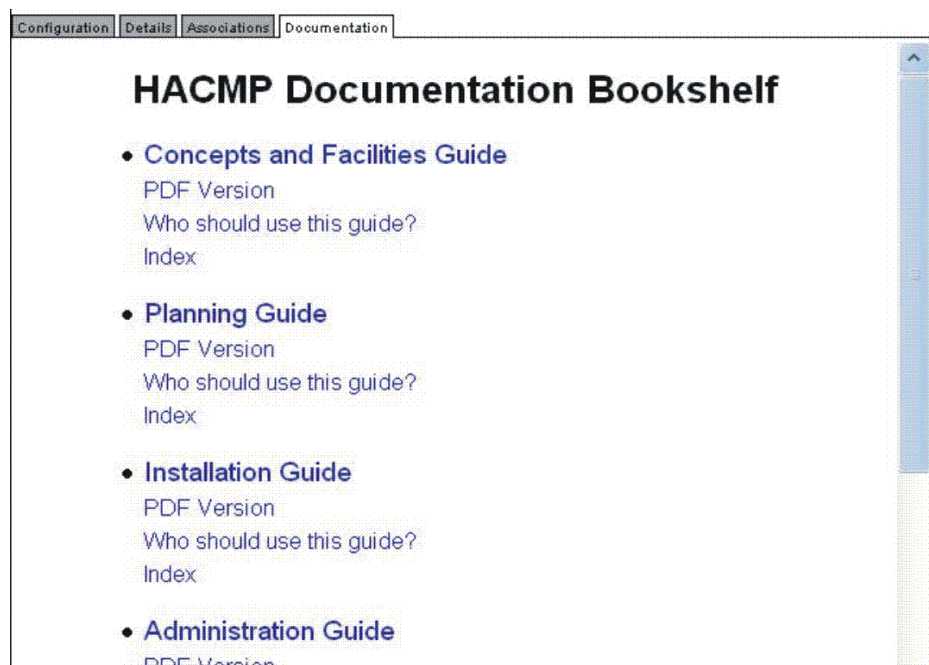 Configuration Details Associations Documentation
HACMP Documentation Bookshelf
• Concepts and Facilities Guide
PDF Version
Who should use this guide?
Index
• Planning Guide
PDF Version
Who should use this guide?
Index
• Installation Guide
PDF Version
Who should use this guide?
Index
• Administration Guide
PDF Version